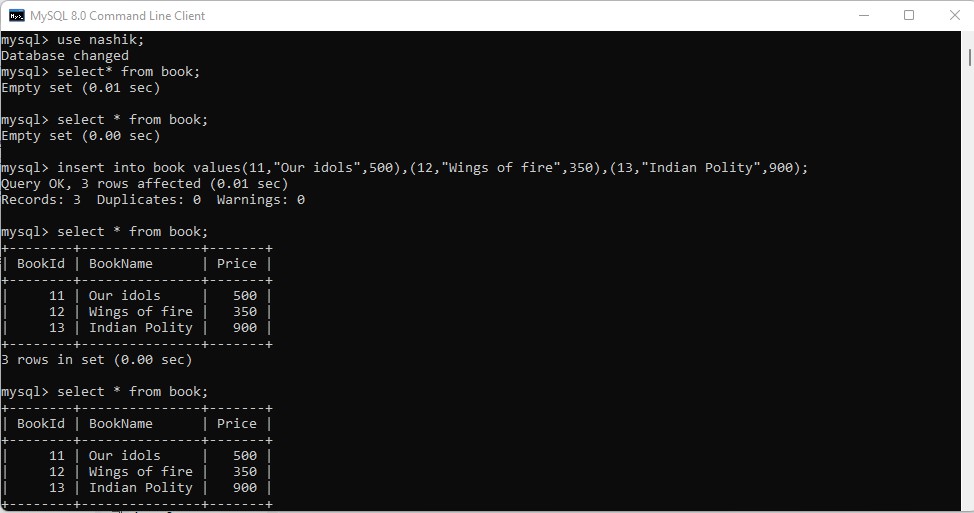 MySQL 8.0 Command Line Client
mysql> use nashik;
Database changed
mysql> select* from book;
Empty set (0.01 sec)

mysql> select * from book;
Empty set (0.00 sec)

mysql> insert into book values(11,"Our idols",500),(12,"Wings of fire",350),(13,"Indian Polity",900);
Query OK, 3 rows affected (0.01 sec)
Records: 3  Duplicates: 0  Warnings: 0

mysql> select * from book;
+--------+---------------+-------+
| BookId | BookName      | Price |
+--------+---------------+-------+
|     11 | Our idols     |   500 |
|     12 | Wings of fire |   350 |
|     13 | Indian Polity |   900 |
+--------+---------------+-------+
3 rows in set (0.00 sec)

mysql> select * from book;
+--------+---------------+-------+
| BookId | BookName      | Price |
+--------+---------------+-------+
|     11 | Our idols     |   500 |
|     12 | Wings of fire |   350 |
|     13 | Indian Polity |   900 |
+--------+---------------+-------+